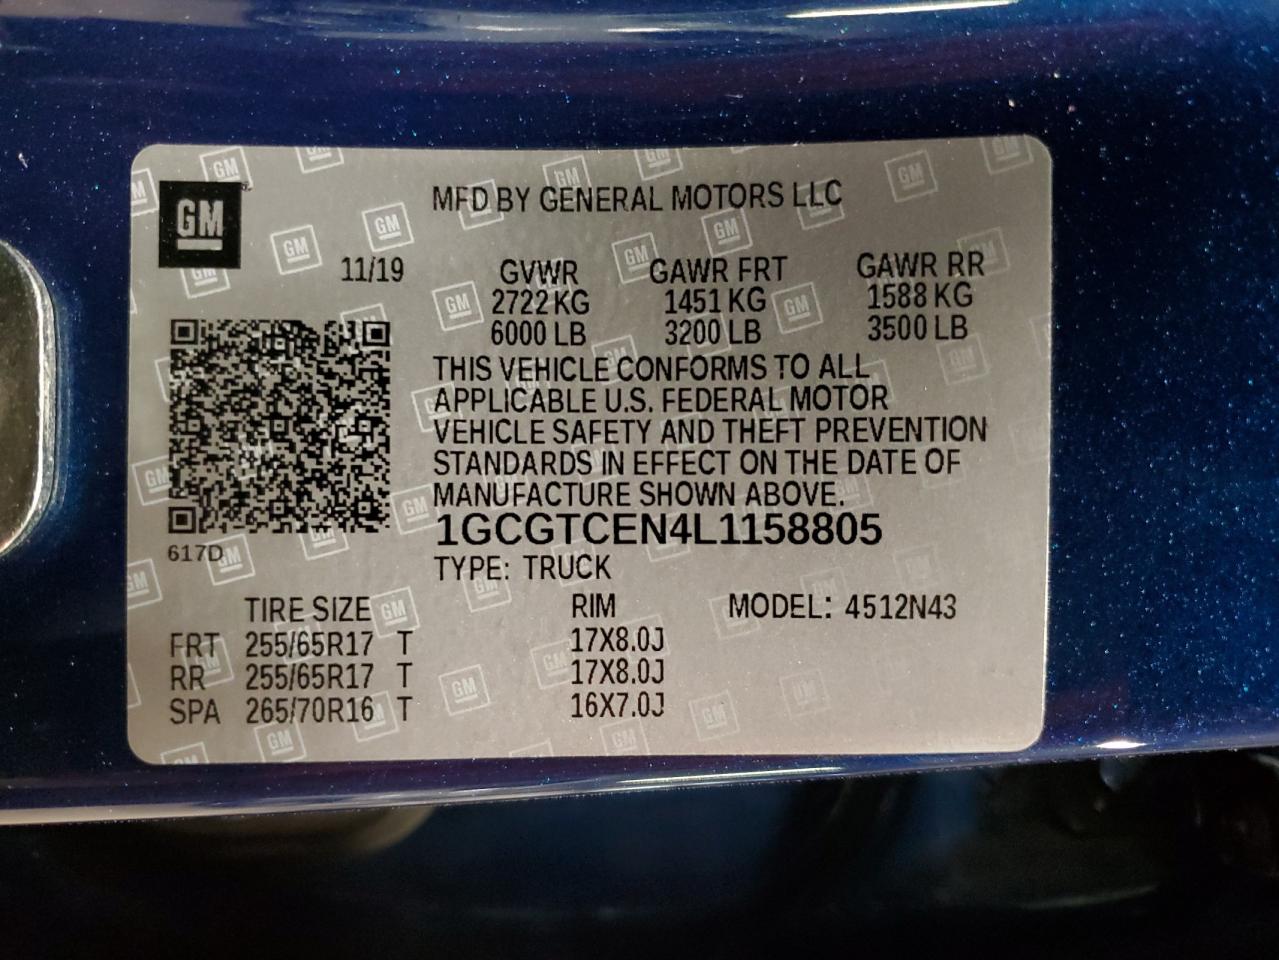 GM
MFD BY GENERAL MOTORS LLC
11/19 GVWR GAWR FRT GAWR RR
2722 KG 1451 KG 1588 KG
6000 LB 3200 LB 3500 LB
THIS VEHICLE CONFORMS TO ALL
APPLICABLE U.S. FEDERAL MOTOR
VEHICLE SAFETY AND THEFT PREVENTION
STANDARDS IN EFFECT ON THE DATE OF
MANUFACTURE SHOWN ABOVE.
1GCGTCEN4L1158805
617D
TYPE: TRUCK
TIRE SIZE RIM MODEL: 4512N43
FRT 255/65R17 T 17X8.0J
RR 255/65R17 T 17X8.0J
SPA 265/70R16 T 16X7.0J